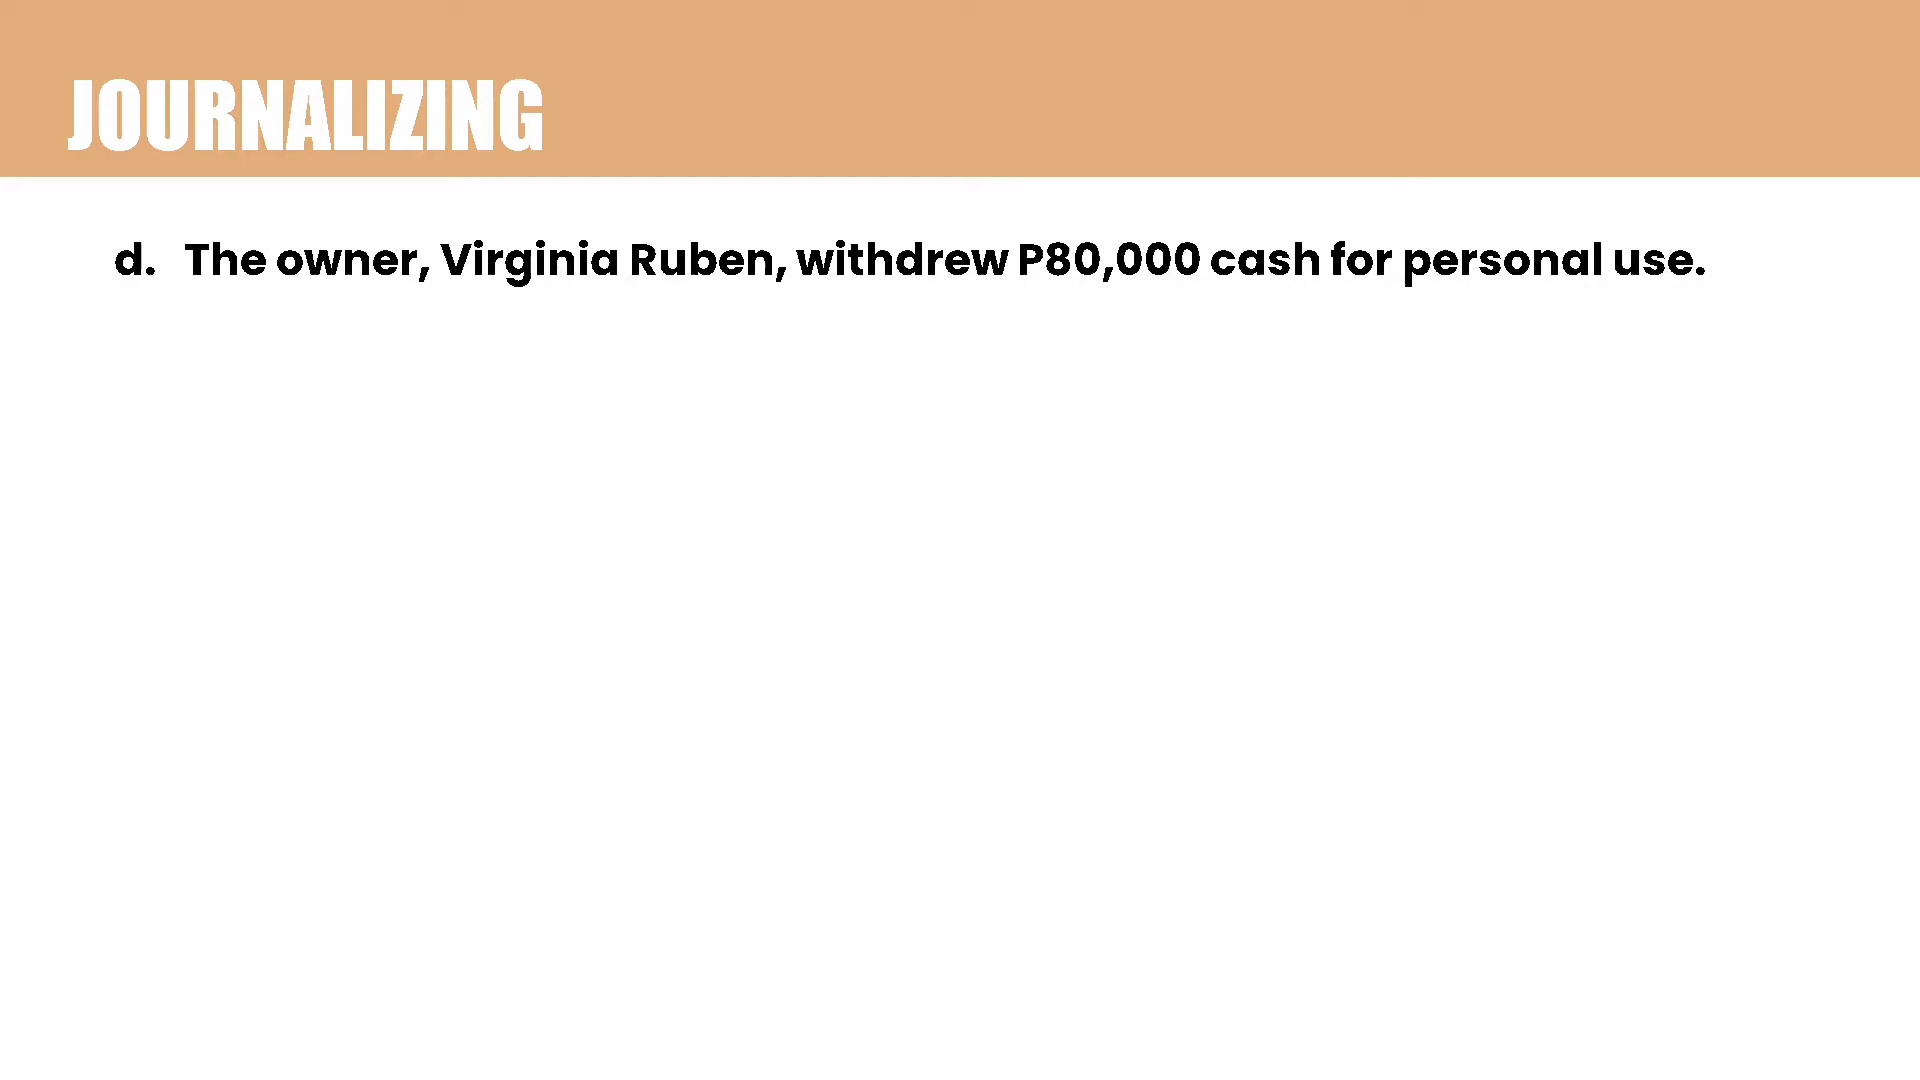 JOURNALIZING
d. The owner, Virginia Ruben, withdrew P80,000 cash for personal use.